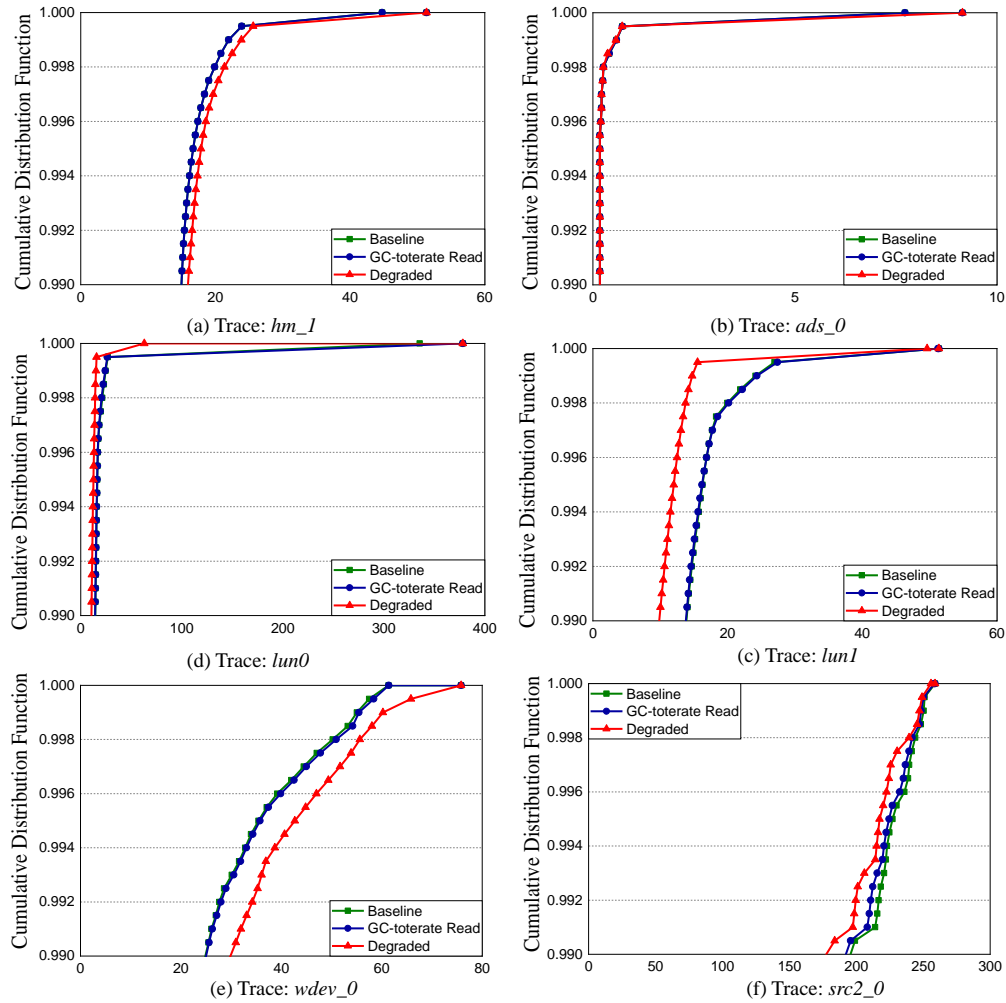 Cumulative Distribution Function
1.000
0.998
0.996
0.994
0.992
0.990
0
20
40
60
Baseline
GC-toterate Read
Degraded
(a) Trace: hm_1
Cumulative Distribution Function
1.000
0.998
0.996
0.994
0.992
0.990
0
5
10
Baseline
GC-toterate Read
Degraded
(b) Trace: ads_0
Cumulative Distribution Function
1.000
0.998
0.996
0.994
0.992
0.990
0
100
200
300
400
Baseline
GC-toterate Read
Degraded
(d) Trace: lun0
Cumulative Distribution Function
1.000
0.998
0.996
0.994
0.992
0.990
0
20
40
60
Baseline
GC-toterate Read
Degraded
(c) Trace: lun1
Cumulative Distribution Function
1.000
0.998
0.996
0.994
0.992
0.990
0
20
40
60
80
Baseline
GC-toterate Read
Degraded
(e) Trace: wdev_0
Cumulative Distribution Function
1.000
0.998
0.996
0.994
0.992
0.990
0
50
100
150
200
250
300
Baseline
GC-toterate Read
Degraded
(f) Trace: src2_0